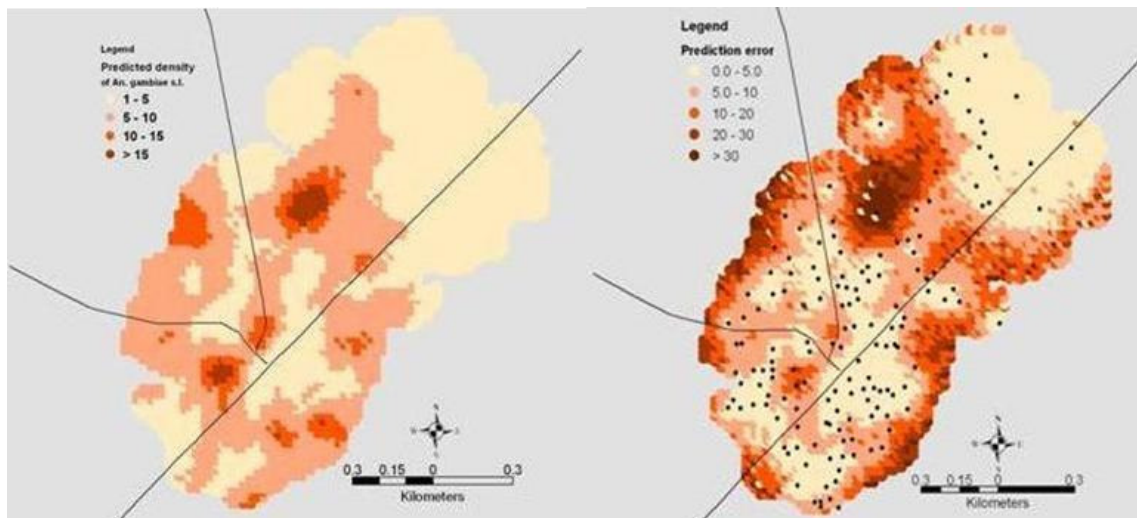 Legend
Predicted density
of An. gambiae s.l.
1 - 5
5 - 10
10 - 15
> 15
N
W
S
0.3 0.15 0 0.3
Kilometers
Legend
Prediction error
0.0 - 5.0
5.0 - 10
10 - 20
20 - 30
> 30
N
W
E
S
0.3 0.15 0 0.3
Kilometers